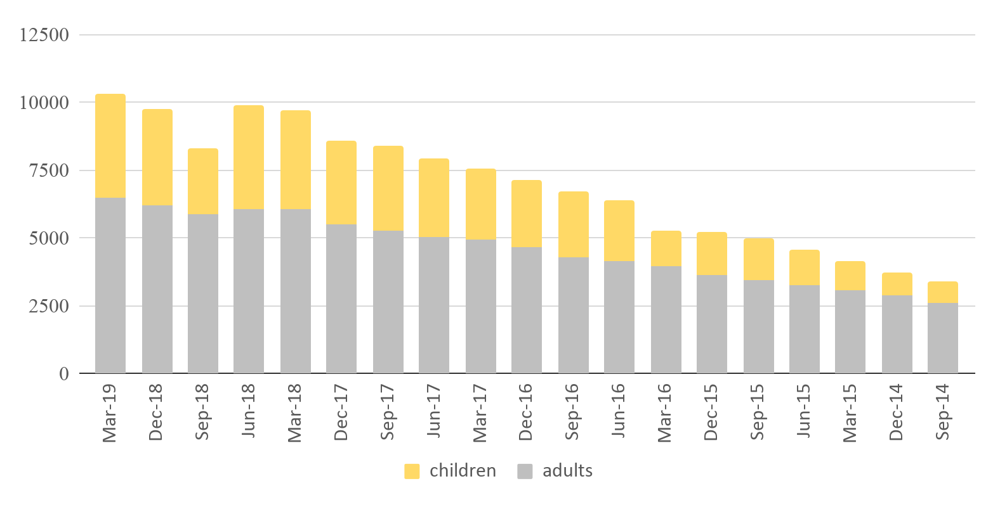 12500
10000
7500
5000
2500
0
Mar-19
Dec-18
Sep-18
Jun-18
Mar-18
Dec-17
Sep-17
Jun-17
Mar-17
Dec-16
Sep-16
Jun-16
Mar-16
Dec-15
Sep-15
Jun-15
Mar-15
Dec-14
Sep-14
children adults